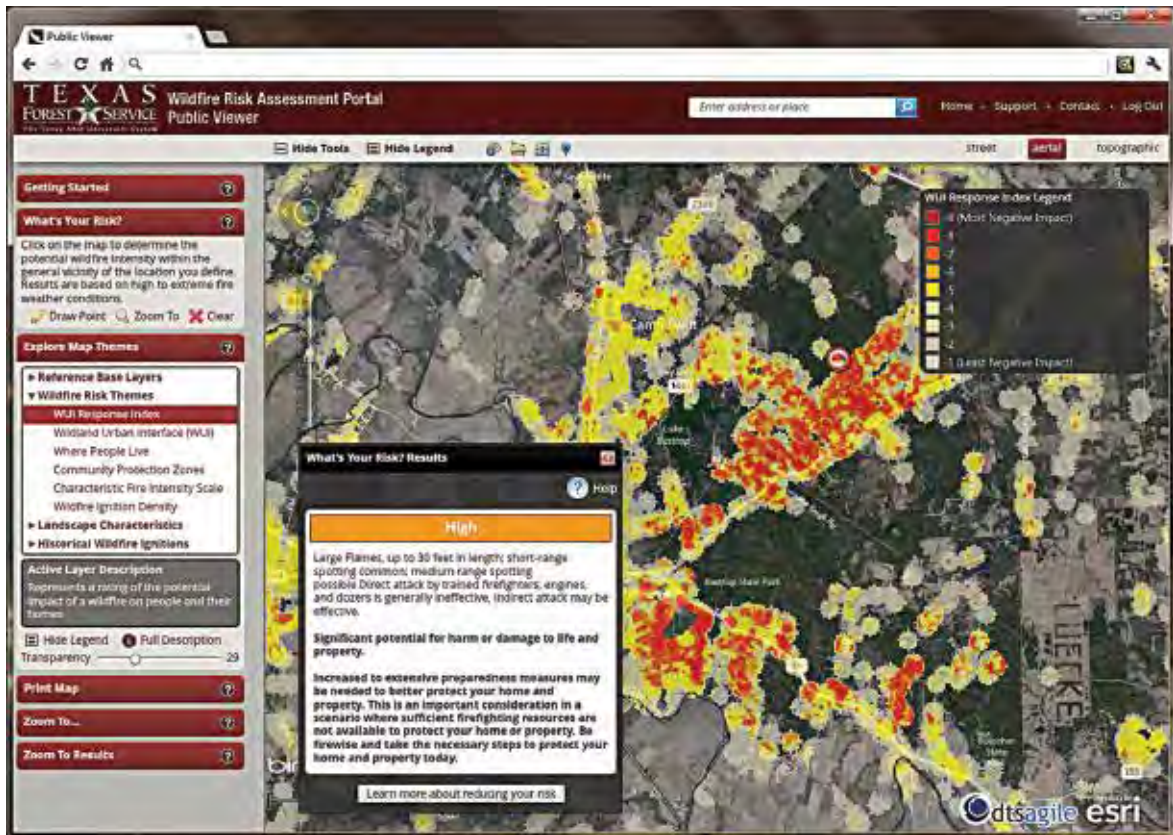 Public Viewer
TEXAS
FOREST SERVICE
Wildfire Risk Assessment Portal
Public Viewer
Enter address or place
Home - Support - Contact - Log Out
Hide Tools
Hide Legend
street
aerial
topographic
Getting Started
What's Your Risk?
Click on the map to determine the
potential wildfire intensity within the
general vicinity of the location you define.
Results are based on high to extreme fire
weather conditions.
Draw Point
Zoom To
Clear
Explore Map Themes
Reference Base Layers
Wildfire Risk Themes
WUI Response Index
Wildland Urban Interface (WUI)
Where People Live
Community Protection Zones
Characteristic Fire Intensity Scale
Wildfire Ignition Density
Landscape Characteristics
Historical Wildfire Ignitions
Active Layer Description
Represents a rating of the potential
impact of a wildfire on people and their
homes
Hide Legend
Full Description
Transparency
29
Print Map
Zoom To...
Zoom To Results
WUI Response Index Legend
-9 (Most Negative Impact)
-8
-7
-6
-5
-4
-3
-2
-1 (Least Negative Impact)
Camp Swift
Lake
Bastrop
Bastrop State Park
LUECKE
What's Your Risk? Results
Help
High
Large Flames, up to 30 feet in length; short-range
spotting common; medium range spotting
possible Direct attack by trained firefighters, engines,
and dozers is generally ineffective, indirect attack may be
effective.
Significant potential for harm or damage to life and
property.
Increased to extensive preparedness measures may
be needed to better protect your home and
property. This is an important consideration in a
scenario where sufficient firefighting resources are
not available to protect your home or property. Be
firewise and take the necessary steps to protect your
home and property today.
Learn more about reducing your risk
bin
dtsagile
esri